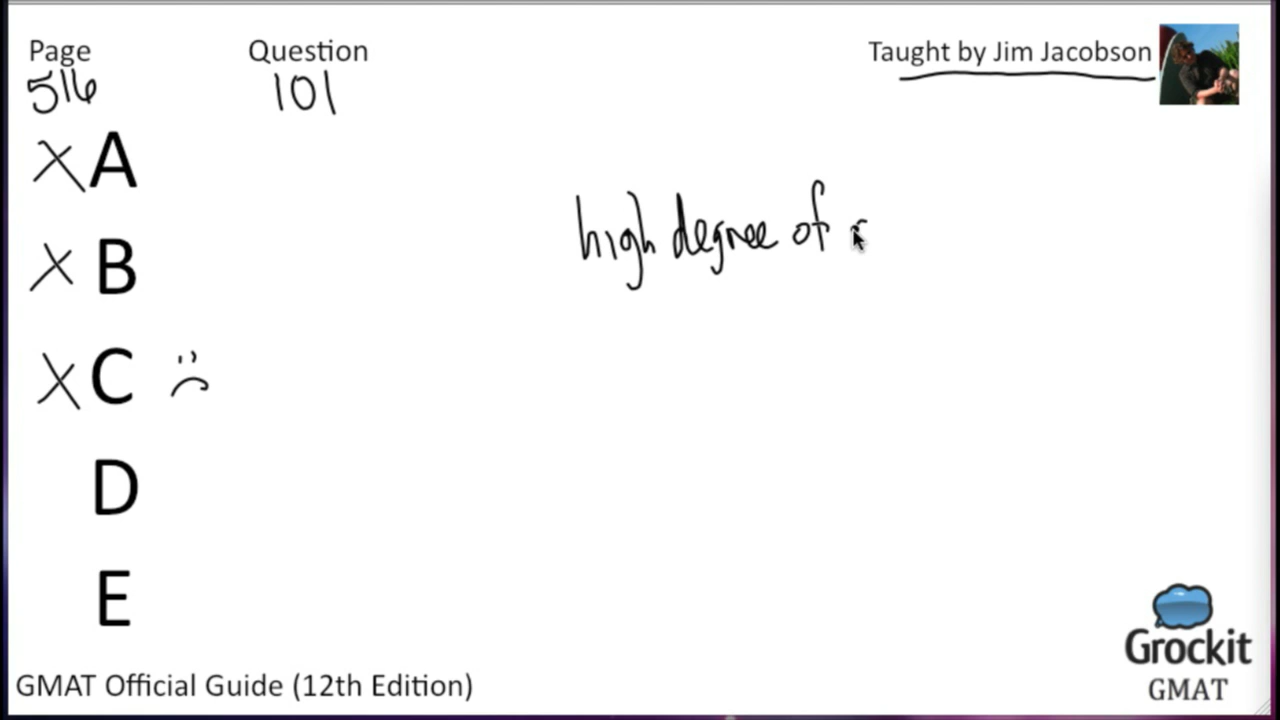 Page Question Taught by Jim Jacobson
516 101
X A
high degree of
X B
X C
D
E
Grockit
GMAT
GMAT Official Guide (12th Edition)